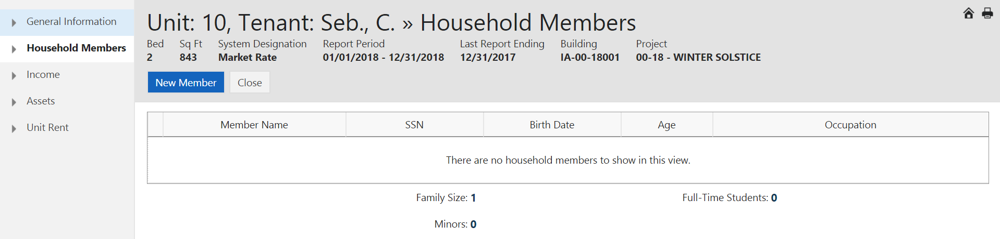 General Information
Household Members
Income
Assets
Unit Rent
Unit: 10, Tenant: Seb., C. » Household Members
Bed Sq Ft System Designation Report Period Last Report Ending Building Project
2 843 Market Rate 01/01/2018 - 12/31/2018 12/31/2017 IA-00-18001 00-18 - WINTER SOLSTICE
New Member Close
Member Name SSN Birth Date Age Occupation
There are no household members to show in this view.
Family Size: 1 Full-Time Students: 0
Minors: 0